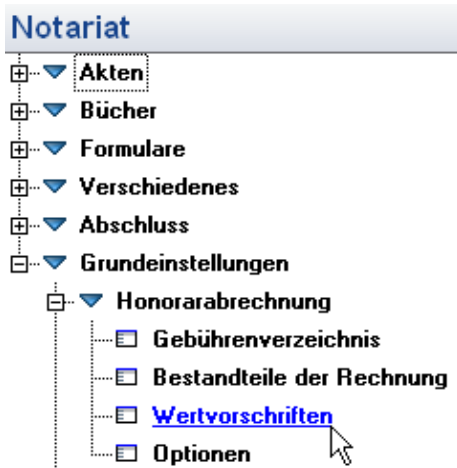 Notariat
Akten
Bücher
Formulare
Verschiedenes
Abschluss
Grundeinstellungen
Honorarabrechnung
Gebührenverzeichnis
Bestandteile der Rechnung
Wertvorschriften
Optionen